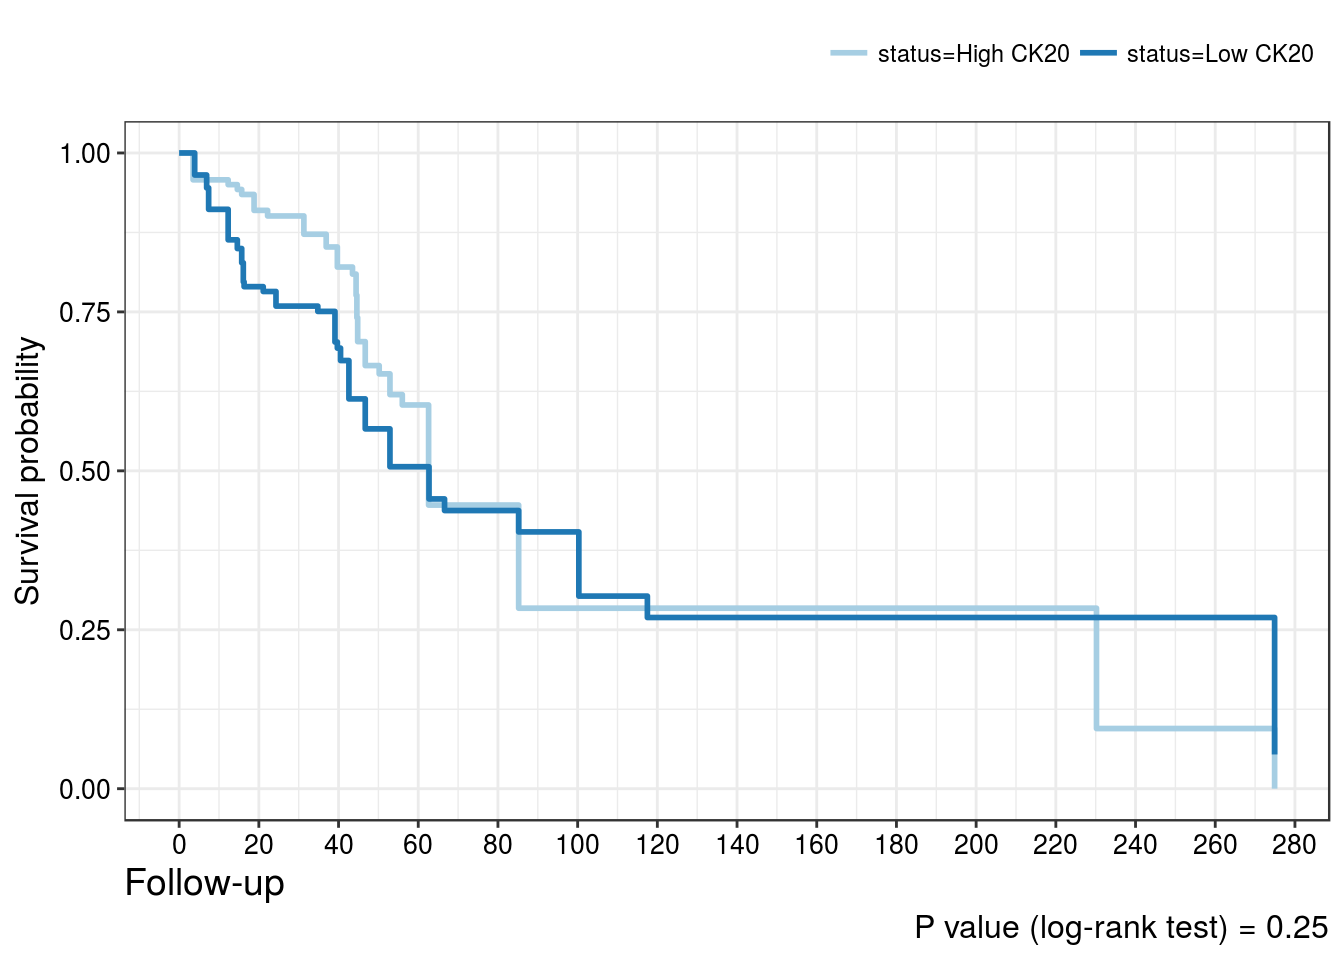 status=High CK20 status=Low CK20
Survival probability
1.00
0.75
0.50
0.25
0.00
0 20 40 60 80 100 120 140 160 180 200 220 240 260 280
Follow-up
P value (log-rank test) = 0.25